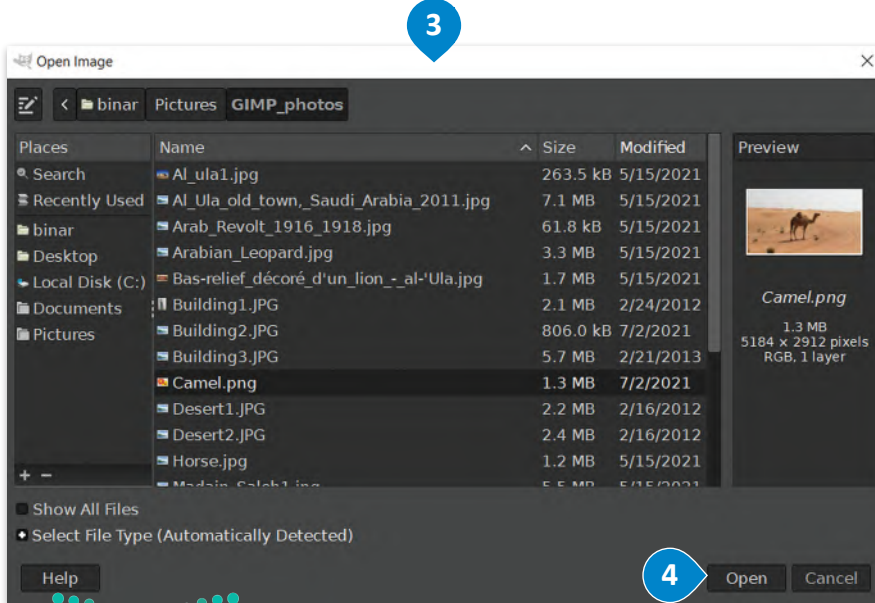 3
Open Image
binar Pictures GIMP_photos
Places Name Size Modified Preview
Search Al_ula1.jpg 263.5 kB 5/15/2021
Recently Used Al_Ula_old_town,_Saudi_Arabia_2011.jpg 7.1 MB 5/15/2021
binar Arab_Revolt_1916_1918.jpg 61.8 kB 5/15/2021
Desktop Arabian_Leopard.jpg 3.3 MB 5/15/2021
Local Disk (C:) Bas-relief_décoré_d'un_lion_-_al-'Ula.jpg 1.7 MB 5/15/2021
Documents Building1.JPG 2.1 MB 2/24/2012 Camel.png
Pictures Building2.JPG 806.0 kB 7/2/2021 1.3 MB
5184 × 2912 pixels
Building3.JPG 5.7 MB 2/21/2013 RGB, 1 layer
Camel.png 1.3 MB 7/2/2021
Desert1.JPG 2.2 MB 2/16/2012
Desert2.JPG 2.4 MB 2/16/2012
Horse.jpg 1.2 MB 5/15/2021
Show All Files
Select File Type (Automatically Detected)
Help 4 Open Cancel